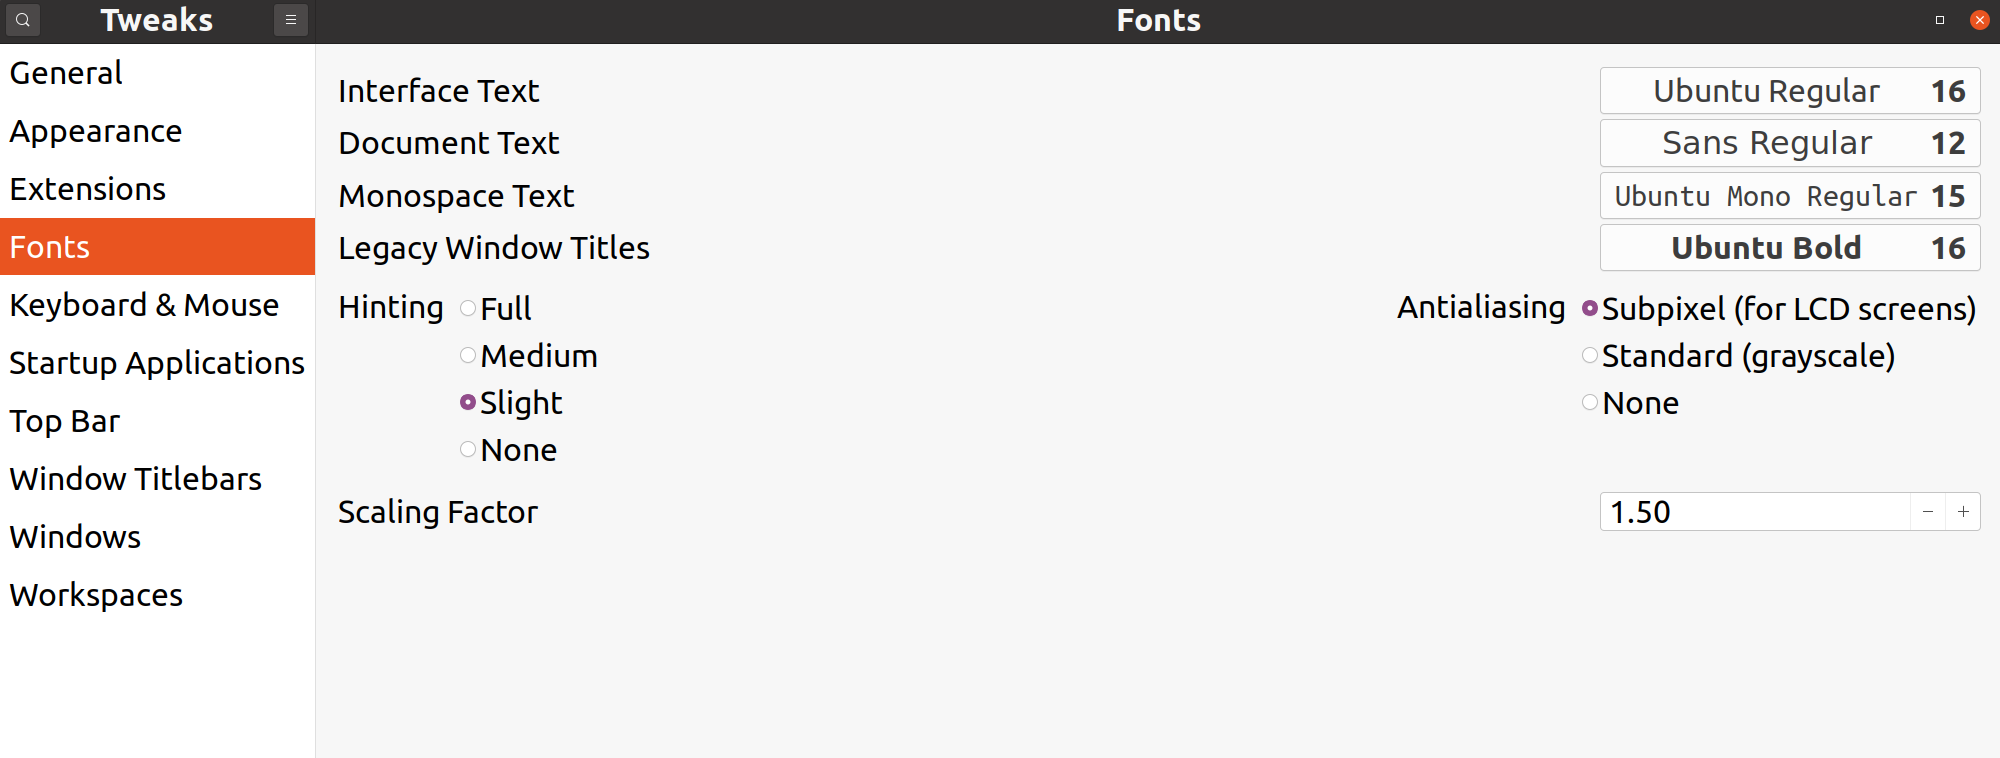 Tweaks
Fonts
General
Appearance
Extensions
Fonts
Keyboard & Mouse
Startup Applications
Top Bar
Window Titlebars
Windows
Workspaces
Interface Text Ubuntu Regular 16
Document Text Sans Regular 12
Monospace Text Ubuntu Mono Regular 15
Legacy Window Titles Ubuntu Bold 16
Hinting Full
Medium
Slight
None
Antialiasing Subpixel (for LCD screens)
Standard (grayscale)
None
Scaling Factor 1.50 − +